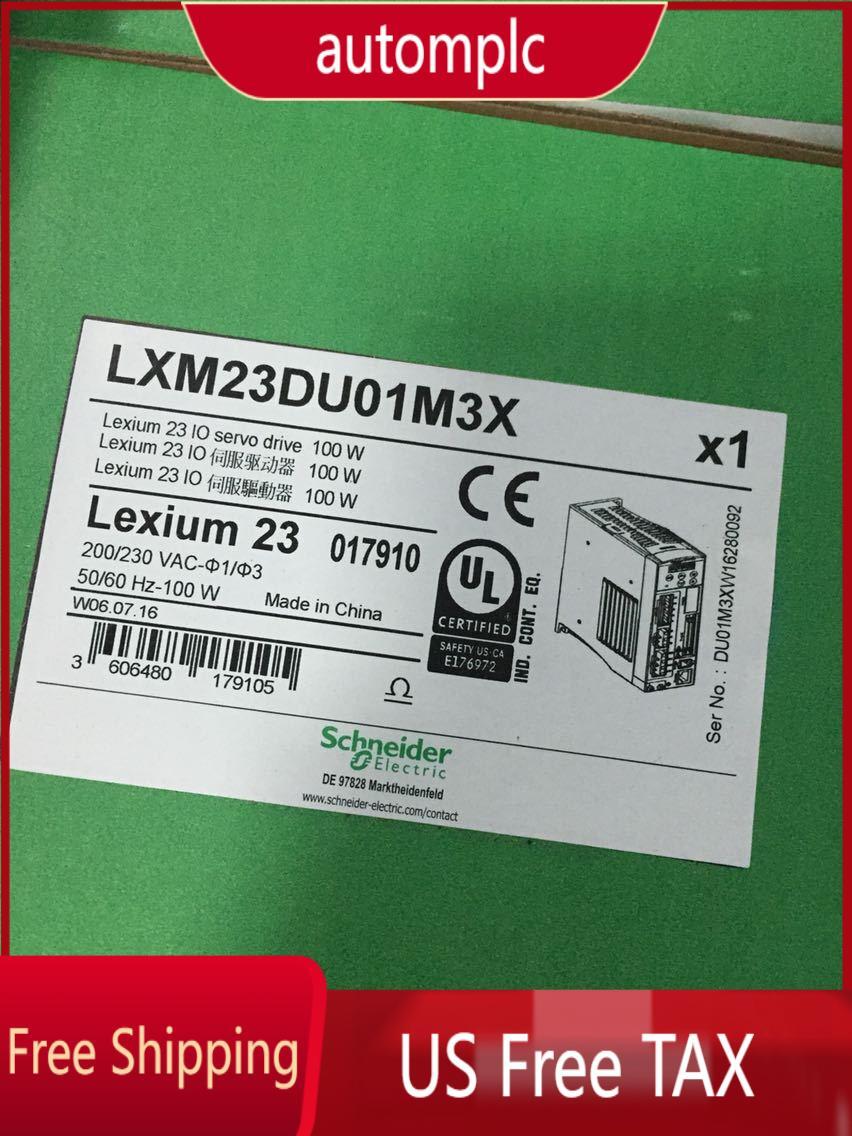 automplc
LXM23DU01M3X
x1
Lexium 23 IO servo drive 100 W
Lexium 23 IO 伺服驱动器 100 W
Lexium 23 IO 伺服驅動器 100 W
Lexium 23 017910
200/230 VAC-Φ1/Φ3
50/60 Hz-100 W Made in China
W06.07.16
3 606480 179105
CE
UL
CERTIFIED
SAFETY US·CA
E176972
IND. CONT. EQ.
Ω
Ser No. : DU01M3XW16280092
Schneider
Electric
DE 97828 Marktheidenfeld
www.schneider-electric.com/contact
Free Shipping
US Free TAX